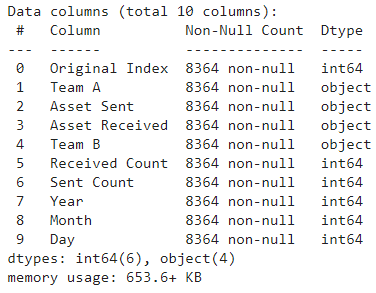 Data columns (total 10 columns):
 #   Column          Non-Null Count  Dtype
---  ------          --------------  -----
 0   Original Index  8364 non-null   int64
 1   Team A          8364 non-null   object
 2   Asset Sent      8364 non-null   object
 3   Asset Received  8364 non-null   object
 4   Team B          8364 non-null   object
 5   Received Count  8364 non-null   int64
 6   Sent Count      8364 non-null   int64
 7   Year            8364 non-null   int64
 8   Month           8364 non-null   int64
 9   Day             8364 non-null   int64
dtypes: int64(6), object(4)
memory usage: 653.6+ KB